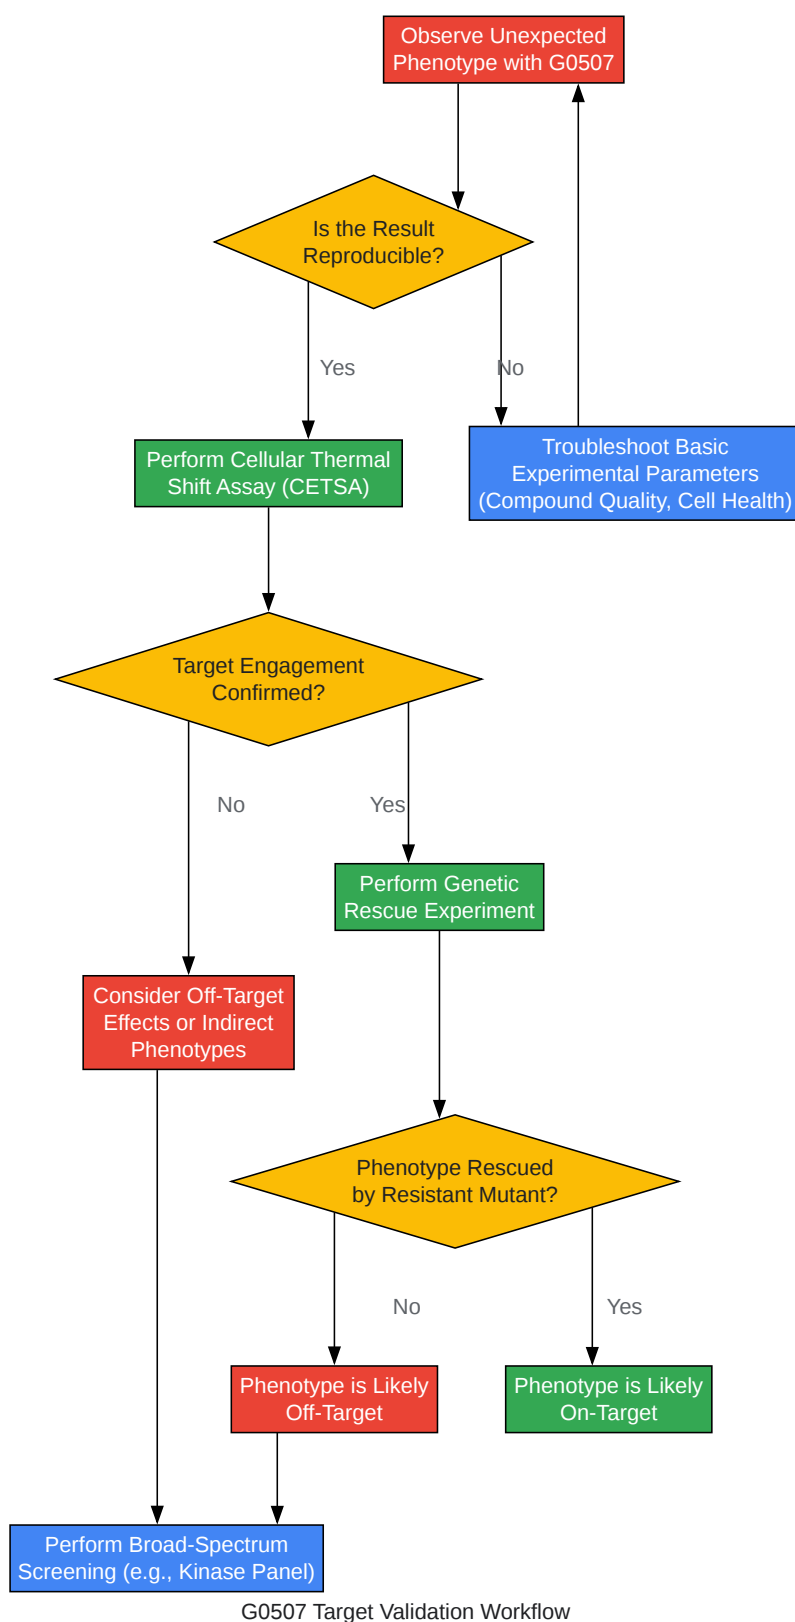 Observe Unexpected
Phenotype with G0507
Is the Result
Reproducible?
Yes
No
Perform Cellular Thermal
Shift Assay (CETSA)
Troubleshoot Basic
Experimental Parameters
(Compound Quality, Cell Health)
Target Engagement
Confirmed?
No
Yes
Perform Genetic
Rescue Experiment
Consider Off-Target
Effects or Indirect
Phenotypes
Phenotype Rescued
by Resistant Mutant?
No
Yes
Phenotype is Likely
Off-Target
Phenotype is Likely
On-Target
Perform Broad-Spectrum
Screening (e.g., Kinase Panel)
G0507 Target Validation Workflow